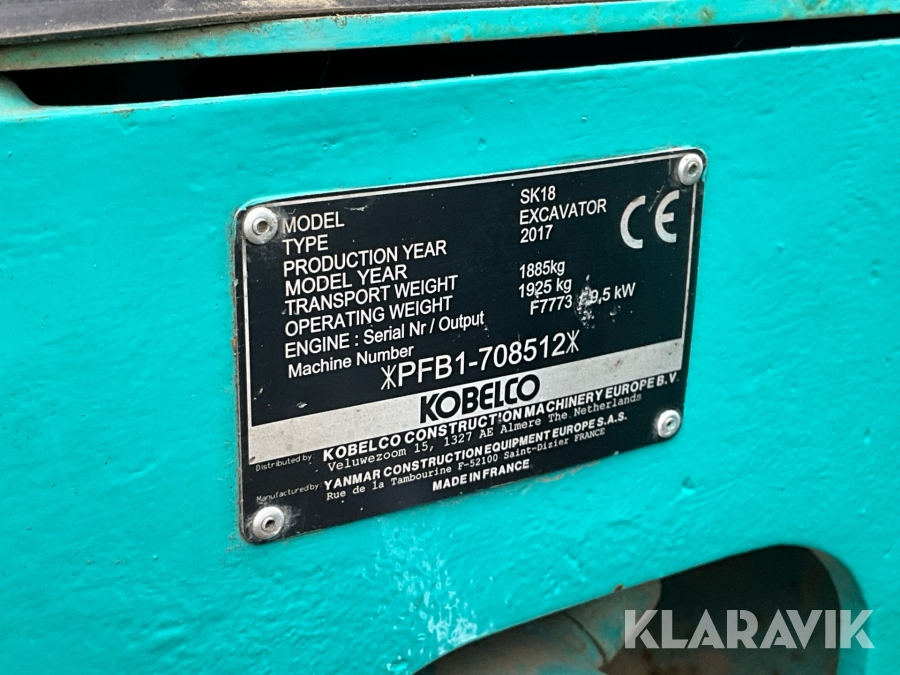 MODEL SK18
TYPE EXCAVATOR
PRODUCTION YEAR 2017
MODEL YEAR
TRANSPORT WEIGHT 1885kg
OPERATING WEIGHT 1925 kg
ENGINE : Serial Nr / Output F7773 9,5 kW
Machine Number
PFB1-708512
CE
KOBELCO
Distributed by: KOBELCO CONSTRUCTION MACHINERY EUROPE B.V.
Veluwezoom 15, 1327 AE Almere The Netherlands
Manufactured by: YANMAR CONSTRUCTION EQUIPMENT EUROPE S.A.S.
Rue de la Tambourine F-52100 Saint-Dizier FRANCE
MADE IN FRANCE
KLARAVIK